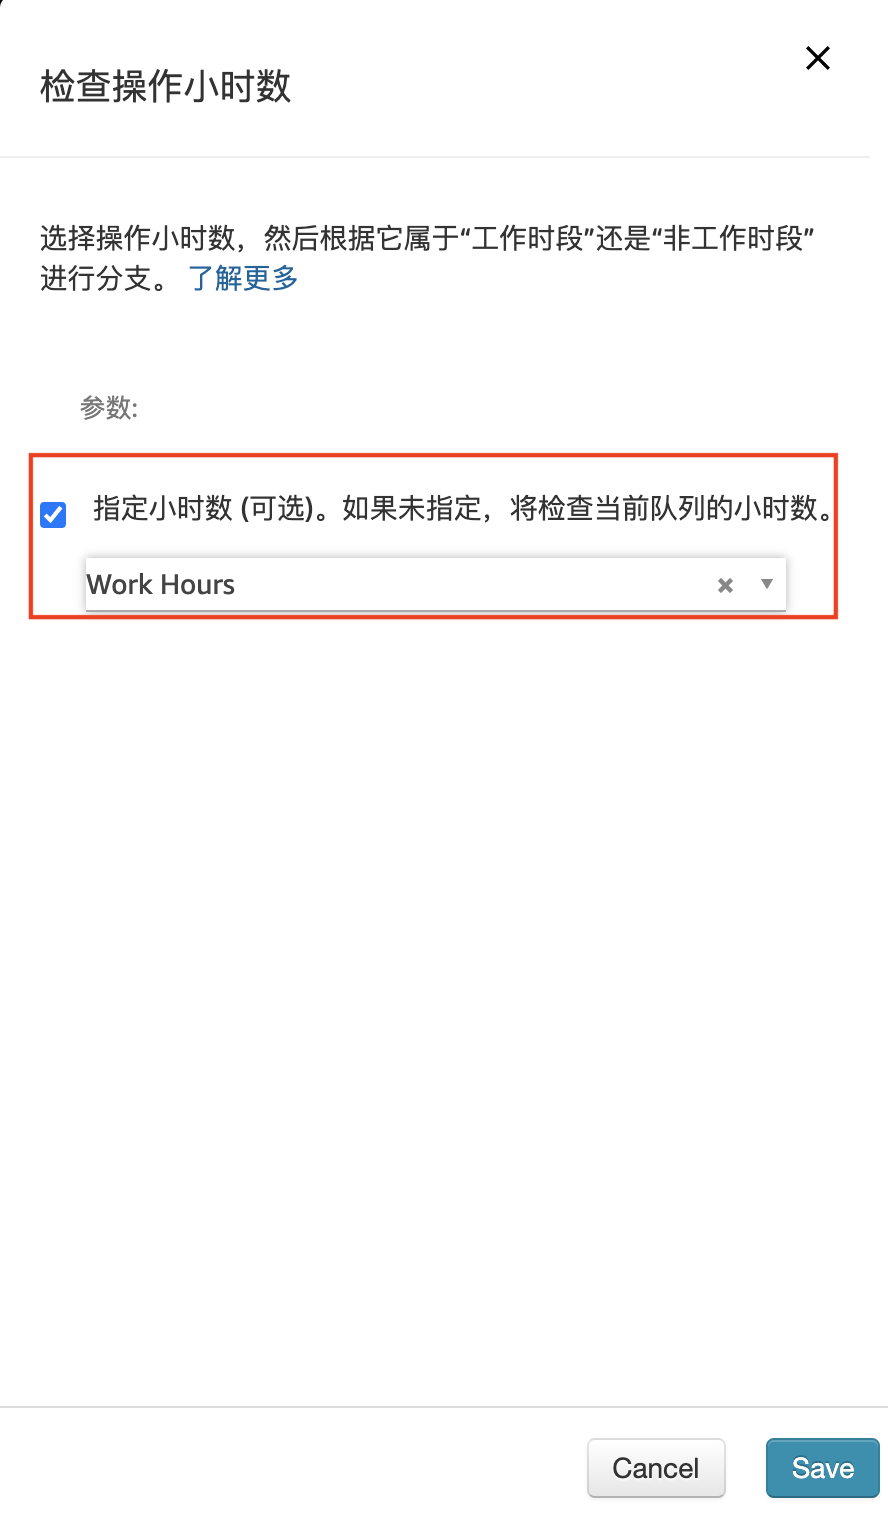 检查操作小时数
选择操作小时数，然后根据它属于“工作时段”还是“非工作时段”
进行分支。 了解更多
参数:
指定小时数 (可选)。如果未指定，将检查当前队列的小时数。
Work Hours
Cancel
Save